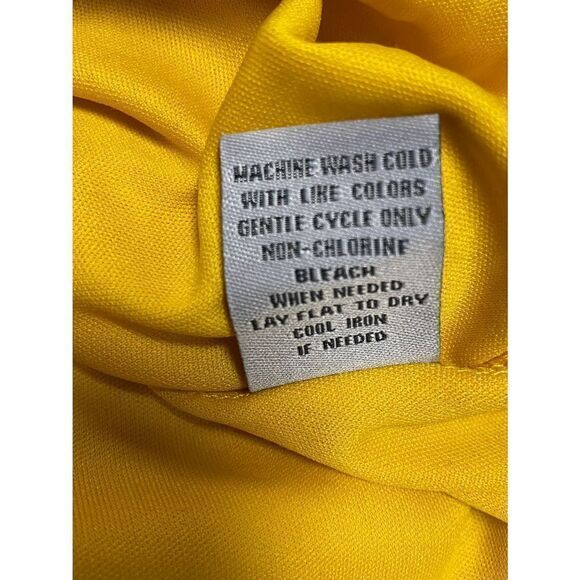 MACHINE WASH COLD
WITH LIKE COLORS
GENTLE CYCLE ONLY
NON-CHLORINE
BLEACH
WHEN NEEDED
LAY FLAT TO DRY
COOL IRON
IF NEEDED